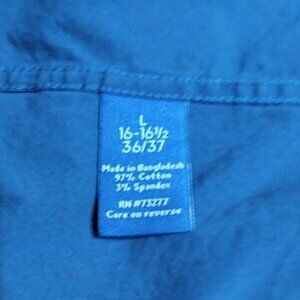 L
16-16½
36/37
Made in Bangladesh
97% Cotton
3% Spandex
RN #73277
Care on reverse